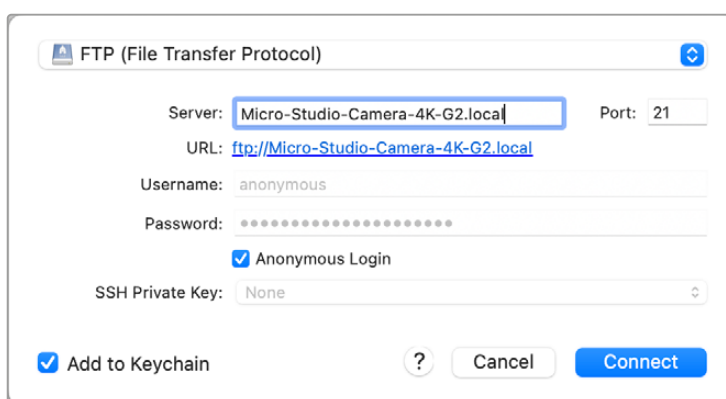 FTP (File Transfer Protocol)
Server: Micro-Studio-Camera-4K-G2.local Port: 21
URL: ftp://Micro-Studio-Camera-4K-G2.local
Username: anonymous
Password: •••••••••••••••••••••
Anonymous Login
SSH Private Key: None
Add to Keychain ? Cancel Connect